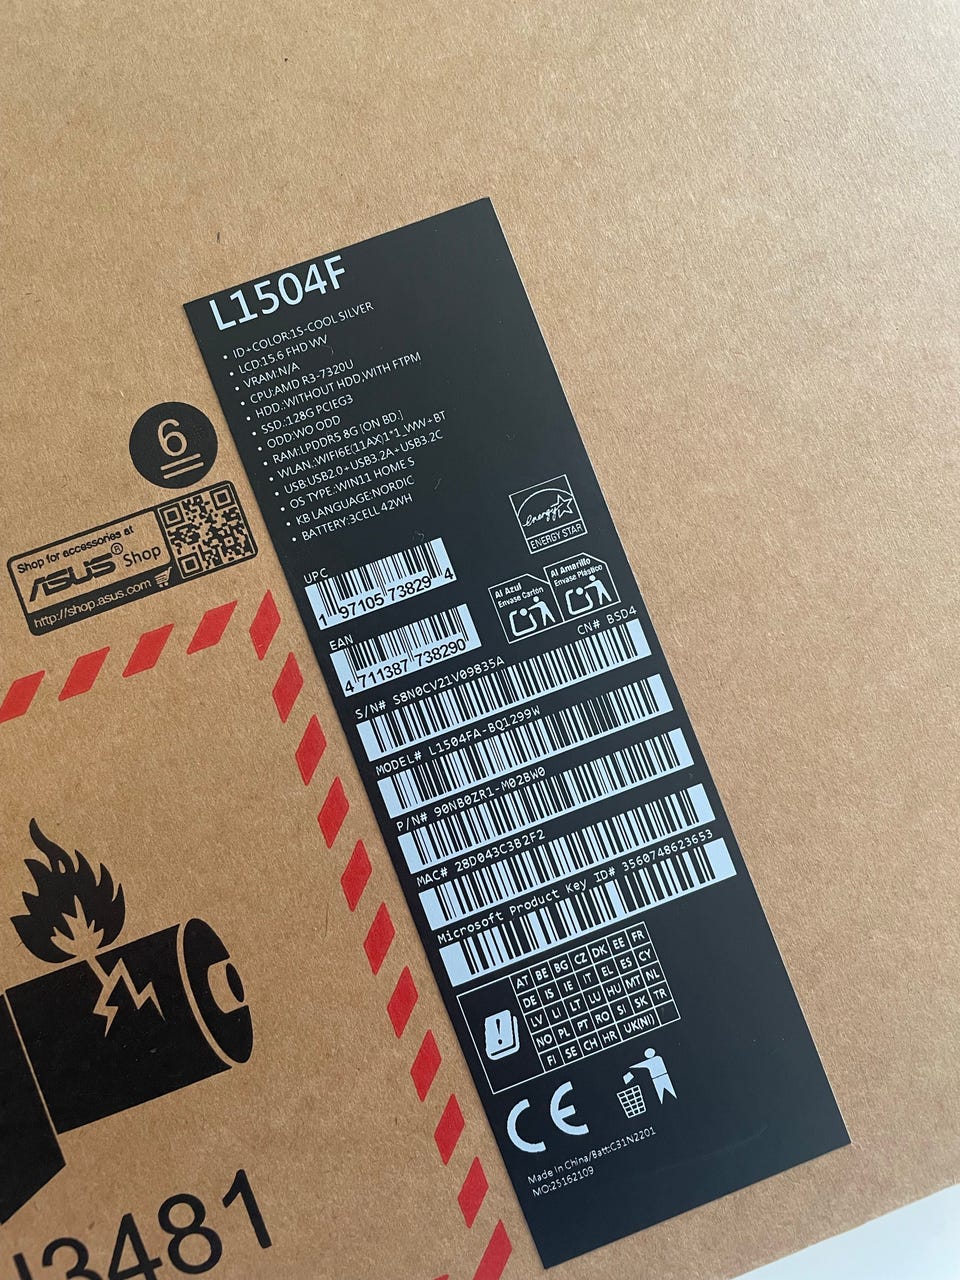 L1504F
• ID+COLOR:1S-COOL SILVER
• LCD:15.6 FHD WV
• VRAM:N/A
• CPU:AMD R3-7320U
• HDD.:WITHOUT HDD,WITH FTPM
• SSD.:128G PCIEG3
• ODD:WO ODD
• RAM:LPDDR5 8G [ON BD.]
• WLAN.:WIFI6E(11AX)1*1_WW+BT
• USB:USB2.0+USB3.2A+USB3.2C
• OS TYPE.:WIN11 HOME S
• KB LANGUAGE:NORDIC
• BATTERY:3CELL 42WH
6
Shop for accessories at
ASUS® Shop
http://shop.asus.com
energy
ENERGY STAR
UPC
1 97105 73829 4
Al Azul
Envase Cartón
Al Amarillo
Envase Plástico
EAN
4 711387 738290
CN# BSD4
S/N# S8N0CV21V09835A
MODEL# L1504FA-BQ1299W
P/N# 90NB0ZR1-M02BW0
MAC# 28D043C3B2F2
Microsoft Product Key ID# 3560748623653
AT BE BG CZ DK EE FR
DE IS IE IT EL ES CY
LV LI LT LU HU MT NL
NO PL PT RO SI SK TR
FI SE CH HR UK(NI)
CE
Made In China/Batt:C31N2201
MO:25162109
3481